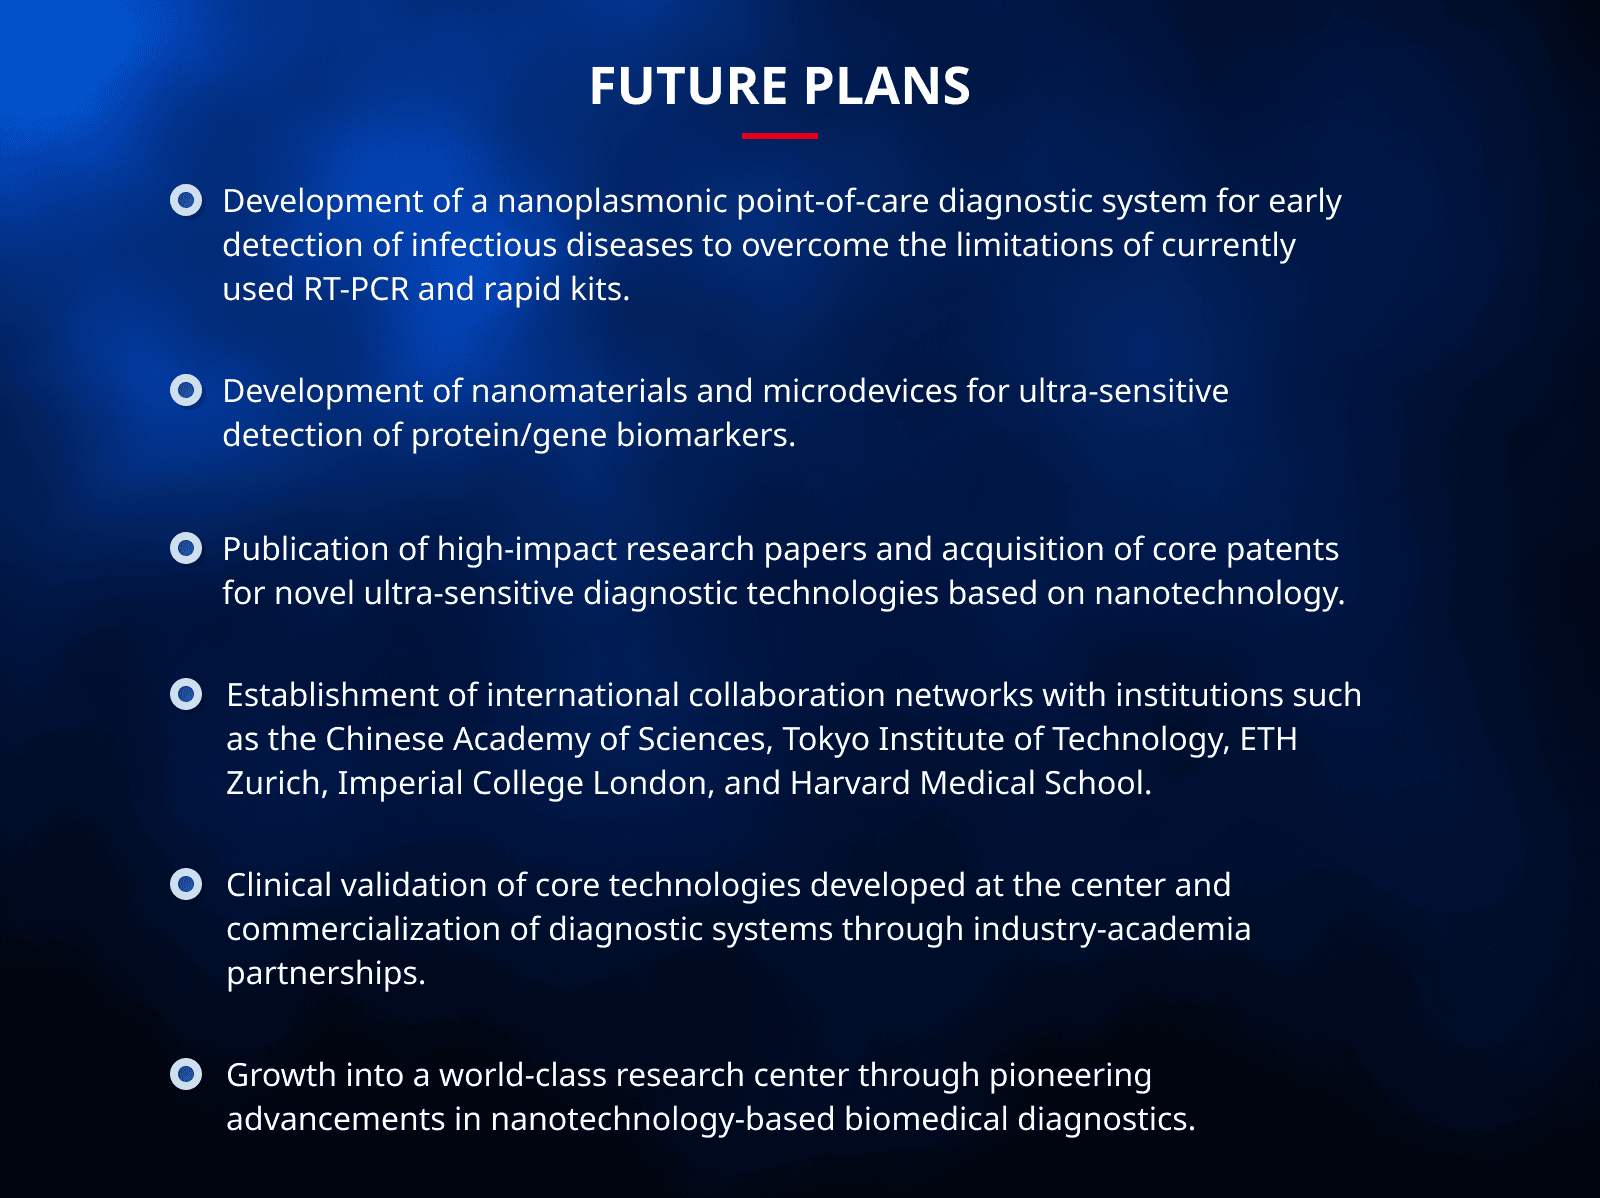 FUTURE PLANS
Development of a nanoplasmonic point-of-care diagnostic system for early
detection of infectious diseases to overcome the limitations of currently
used RT-PCR and rapid kits.
Development of nanomaterials and microdevices for ultra-sensitive
detection of protein/gene biomarkers.
Publication of high-impact research papers and acquisition of core patents
for novel ultra-sensitive diagnostic technologies based on nanotechnology.
Establishment of international collaboration networks with institutions such
as the Chinese Academy of Sciences, Tokyo Institute of Technology, ETH
Zurich, Imperial College London, and Harvard Medical School.
Clinical validation of core technologies developed at the center and
commercialization of diagnostic systems through industry-academia
partnerships.
Growth into a world-class research center through pioneering
advancements in nanotechnology-based biomedical diagnostics.